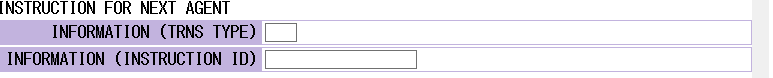 INSTRUCTION FOR NEXT AGENT
INFORMATION (TRNS TYPE)
INFORMATION (INSTRUCTION ID)